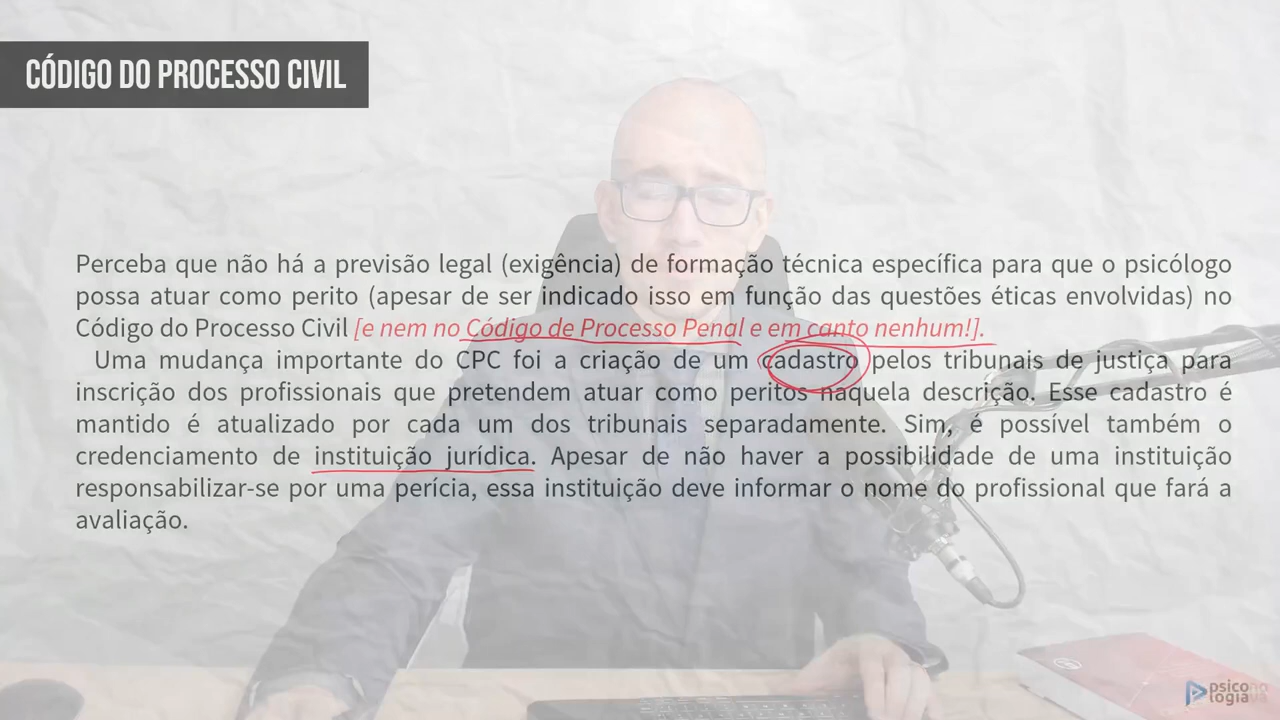 CÓDIGO DO PROCESSO CIVIL
Perceba que não há a previsão legal (exigência) de formação técnica específica para que o psicólogo
possa atuar como perito (apesar de ser indicado isso em função das questões éticas envolvidas) no
Código do Processo Civil [e nem no Código de Processo Penal e em canto nenhum!].
Uma mudança importante do CPC foi a criação de um cadastro pelos tribunais de justiça para
inscrição dos profissionais que pretendem atuar como peritos naquela descrição. Esse cadastro é
mantido é atualizado por cada um dos tribunais separadamente. Sim, é possível também o
credenciamento de instituição jurídica. Apesar de não haver a possibilidade de uma instituição
responsabilizar-se por uma perícia, essa instituição deve informar o nome do profissional que fará a
avaliação.
psicono
logiava